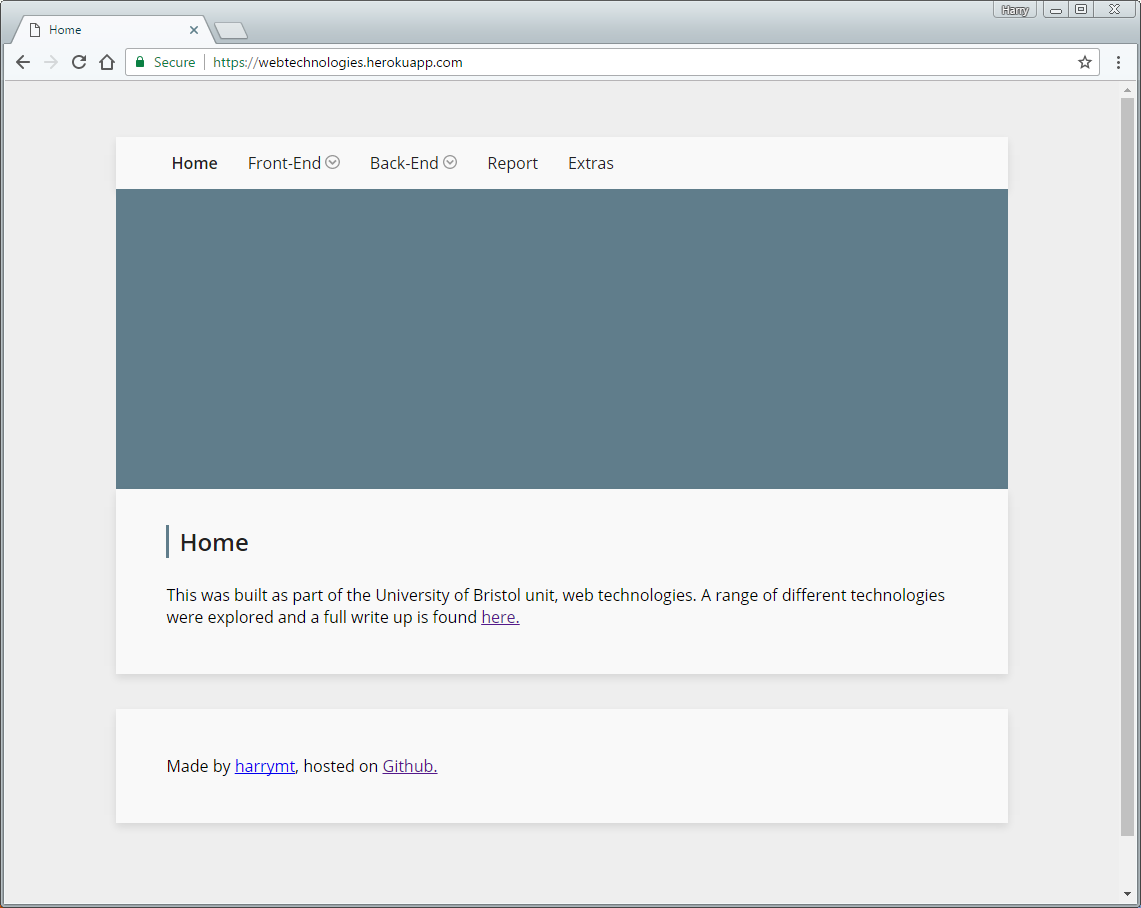 Harry
Home
Secure https://webtechnologies.herokuapp.com
Home Front-End Back-End Report Extras
Home
This was built as part of the University of Bristol unit, web technologies. A range of different technologies
were explored and a full write up is found here.
Made by harrymt, hosted on Github.